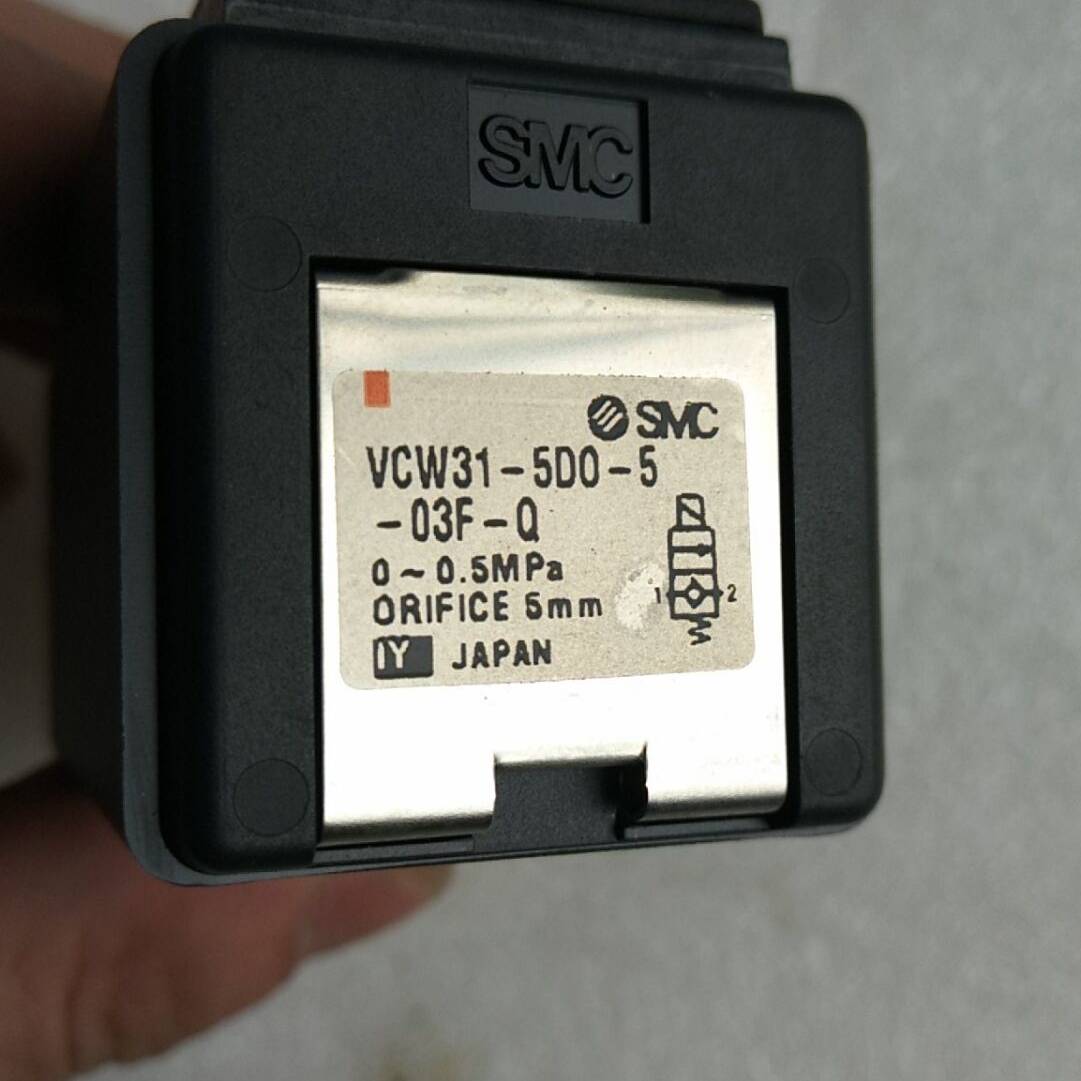 SMC
SMC
VCW31-5D0-5
-03F-Q
0~0.5MPa
ORIFICE 5mm
1 2
IY JAPAN